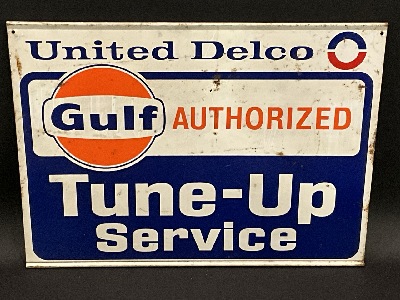 United Delco
Gulf AUTHORIZED
Tune-Up
Service